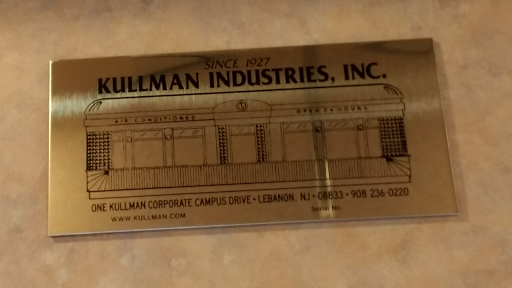 SINCE 1927
KULLMAN INDUSTRIES, INC.
AIR CONDITIONED OPEN 24 HOURS
ONE KULLMAN CORPORATE CAMPUS DRIVE • LEBANON, NJ • 08833 • 908 236-0220
WWW.KULLMAN.COM Serial No.